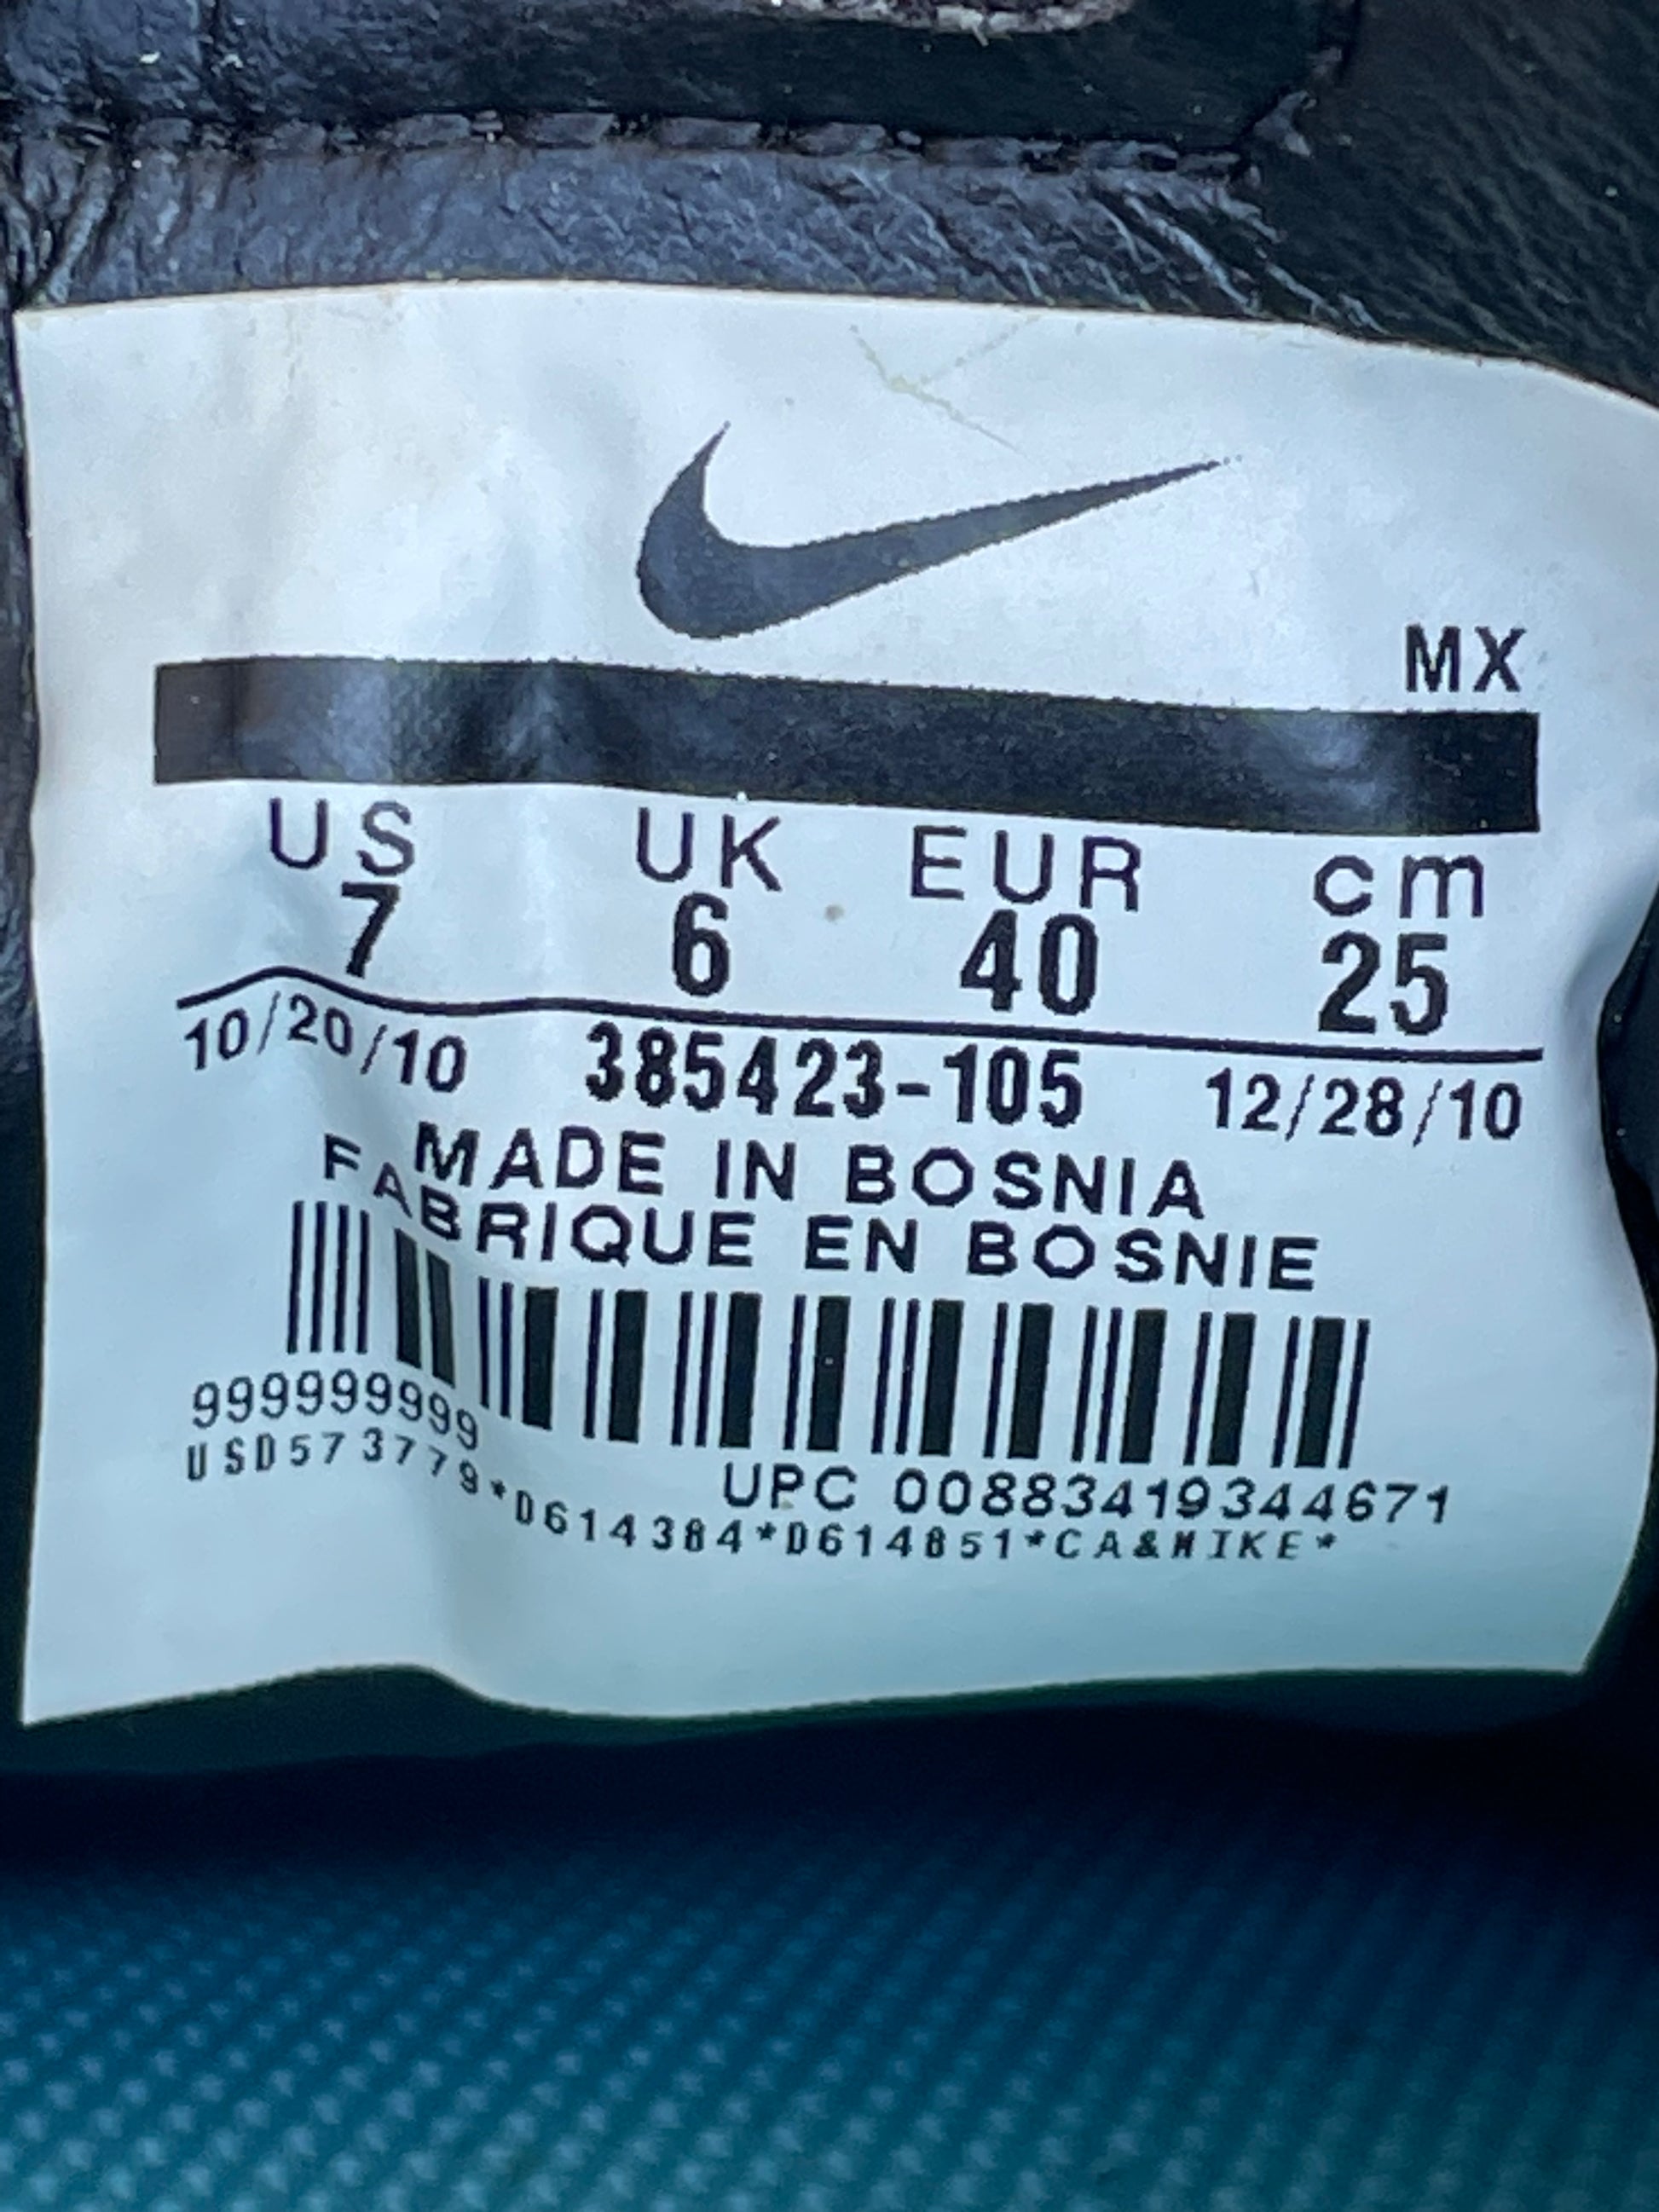 MX
US UK EUR cm
7 6 40 25
10/20/10 385423-105 12/28/10
MADE IN BOSNIA
FABRIQUE EN BOSNIE
999999999
UPC 00883419344671
USD573779*D614384*D614851*CA&NIKE*